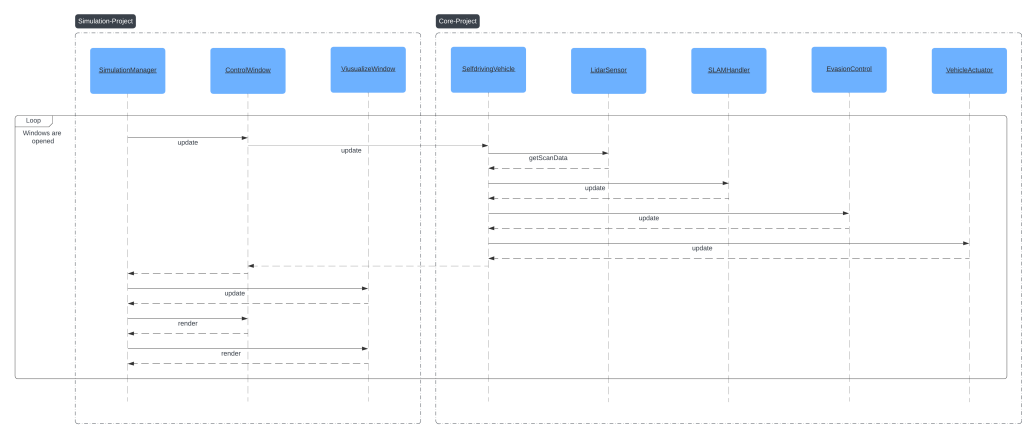 Simulation-Project
Core-Project
SimulationManager
ControlWindow
ViusualizeWindow
SelfdrivingVehicle
LidarSensor
SLAMHandler
EvasionControl
VehicleActuator
Loop
Windows are
opened
update
update
getScanData
update
update
update
update
render
render